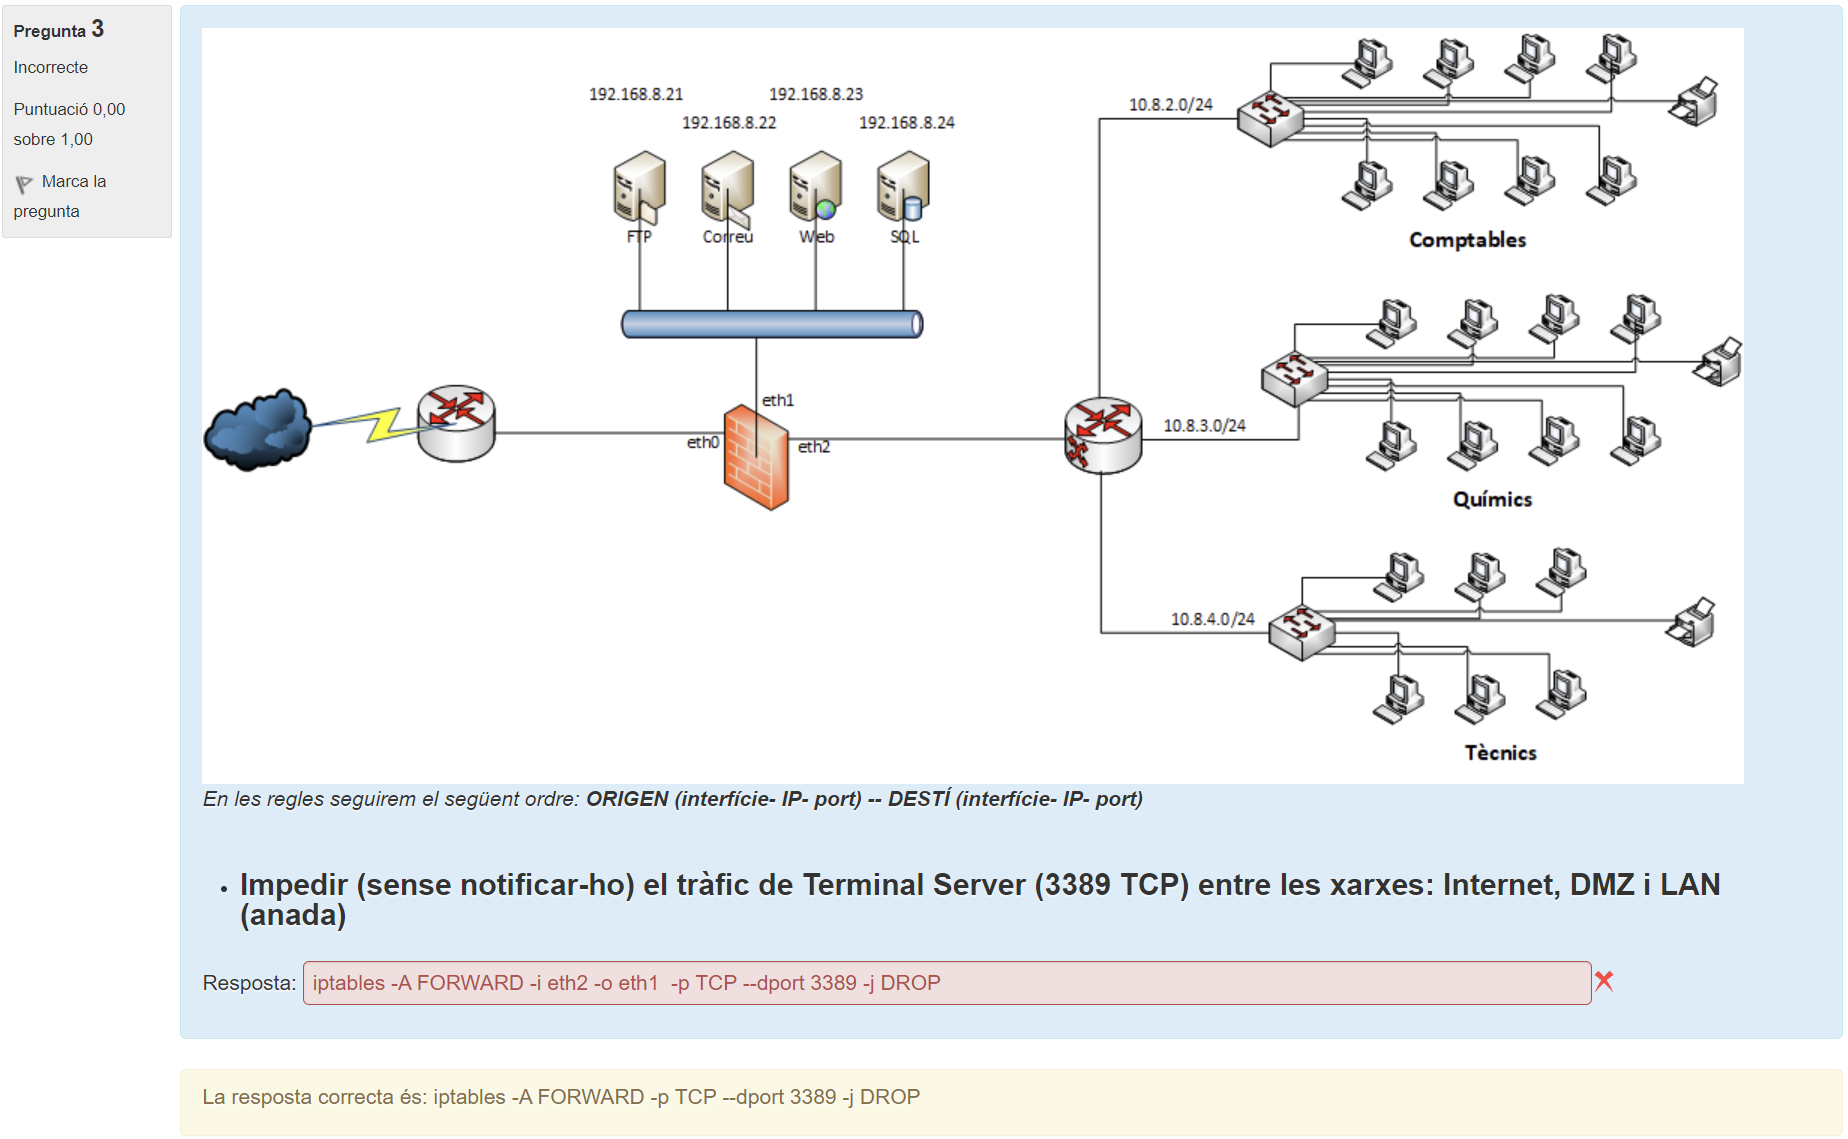 Pregunta 3
Incorrecte
Puntuació 0,00
sobre 1,00
Marca la
pregunta
192.168.8.21
192.168.8.23
192.168.8.22
192.168.8.24
FTP
Correu
Web
SQL
eth1
eth0
eth2
10.8.2.0/24
Comptables
10.8.3.0/24
Químics
10.8.4.0/24
Tècnics
En les regles seguirem el següent ordre: ORIGEN (interfície- IP- port) -- DESTÍ (interfície- IP- port)
• Impedir (sense notificar-ho) el tràfic de Terminal Server (3389 TCP) entre les xarxes: Internet, DMZ i LAN
(anada)
Resposta: iptables -A FORWARD -i eth2 -o eth1  -p TCP --dport 3389 -j DROP
La resposta correcta és: iptables -A FORWARD -p TCP --dport 3389 -j DROP